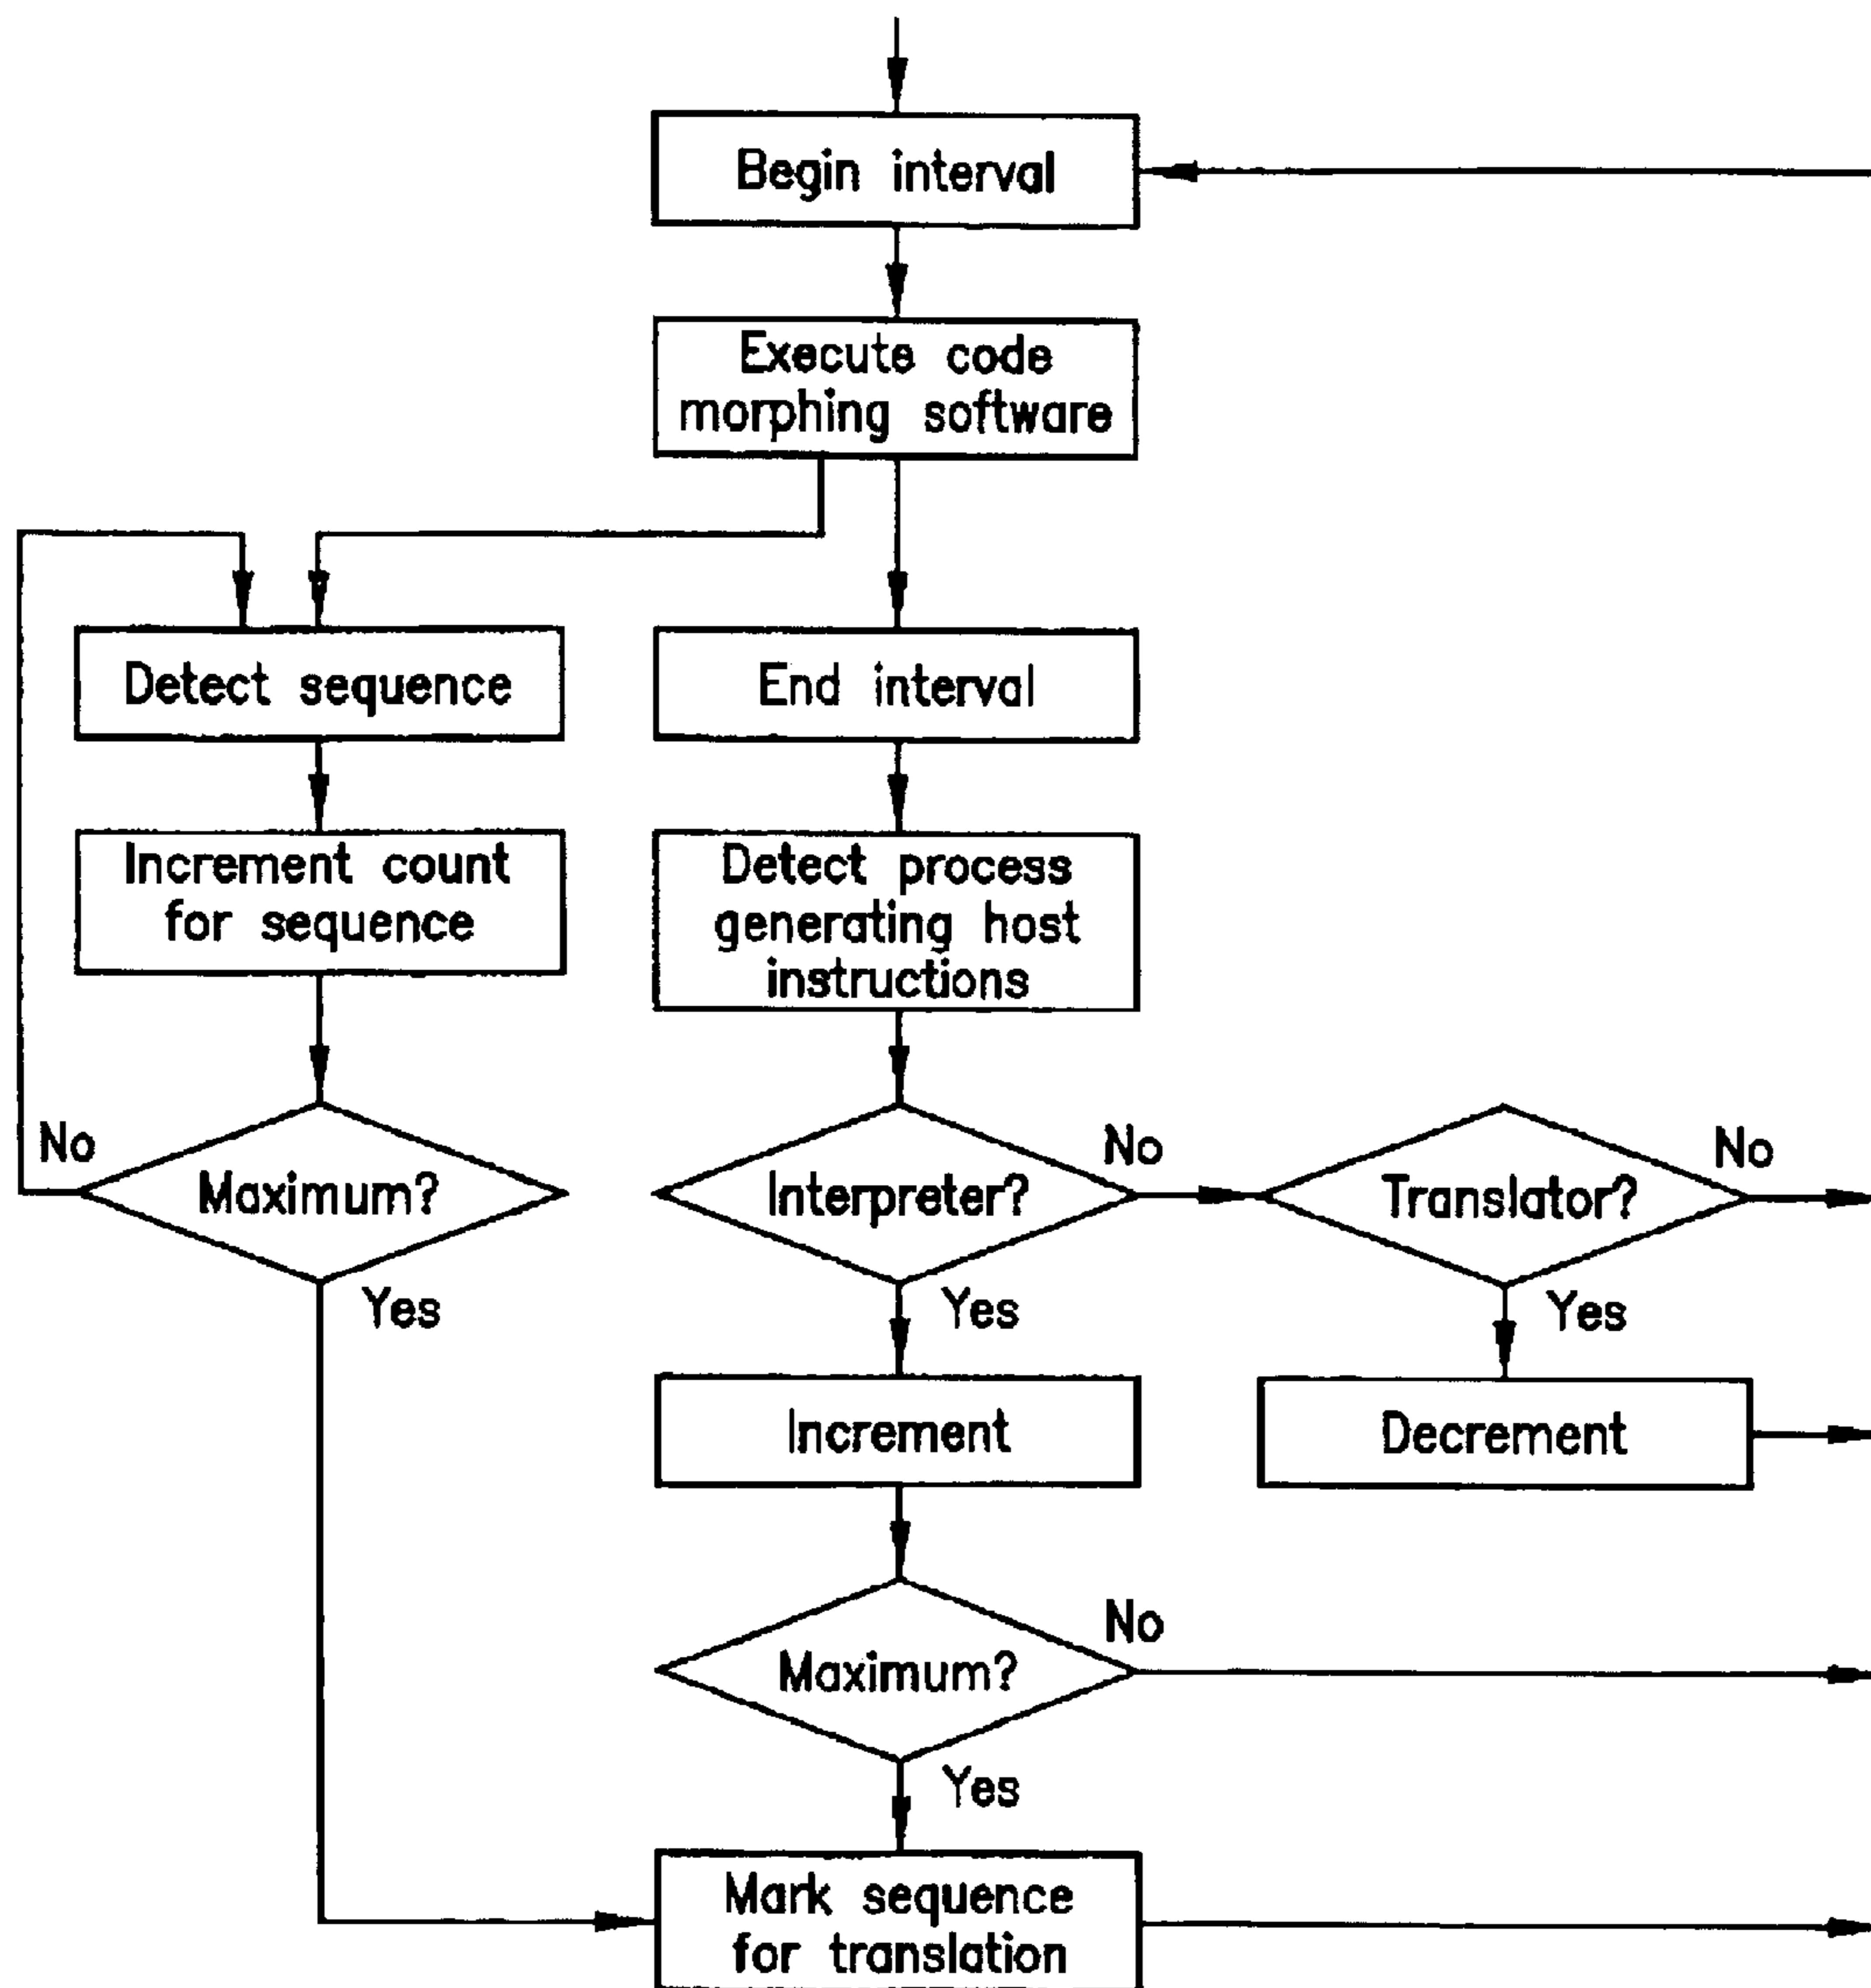 Begin interval
Execute code
morphing software
Detect sequence
End interval
Increment count
for sequence
Detect process
generating host
instructions
No
Maximum?
Yes
Interpreter?
No
Yes
Translator?
No
Yes
Increment
Decrement
Maximum?
No
Yes
Mark sequence
for translation